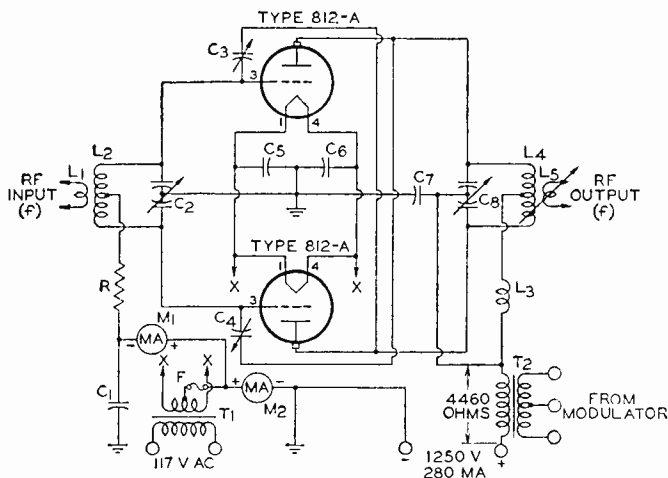 TYPE 812-A
C3
3
1
4
L2
L1
C5
C6
C7
L4
L5
RF
INPUT
(f)
C2
C8
RF
OUTPUT
(f)
TYPE 812-A
1
4
X
X
3
L3
R
M1
C4
- MA +
X
X
F
+ MA -
M2
T2
C1
T1
4460
OHMS
FROM
MODULATOR
117 V AC
-
1250 V
280 MA
+